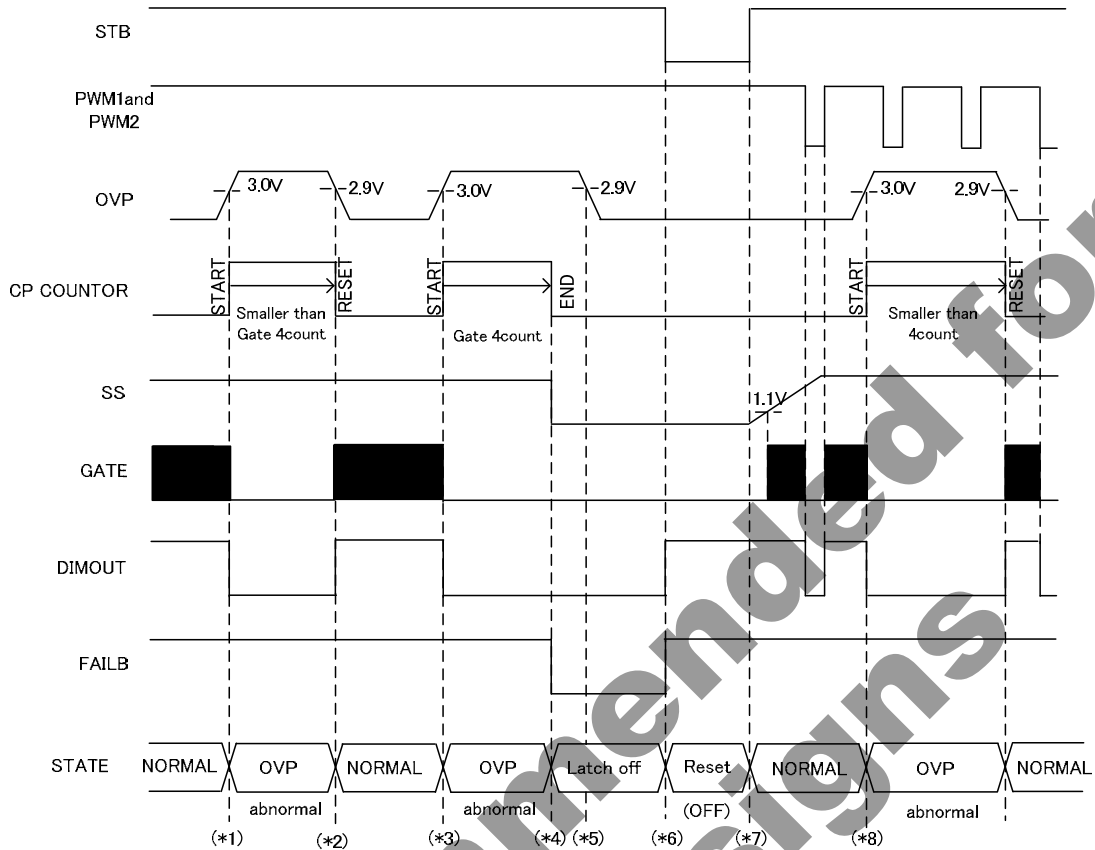 STB
PWM1and
PWM2
OVP
3.0V
2.9V
3.0V
2.9V
3.0V
2.9V
CP COUNTOR
START
RESET
START
END
START
RESET
Smaller than
Gate 4count
Gate 4count
Smaller than
4count
SS
1.1V
GATE
DIMOUT
FAILB
STATE
NORMAL
OVP
NORMAL
OVP
Latch off
Reset
NORMAL
OVP
NORMAL
abnormal
abnormal
(OFF)
abnormal
(*1)
(*2)
(*3)
(*4)
(*5)
(*6)
(*7)
(*8)
mmended for
signs